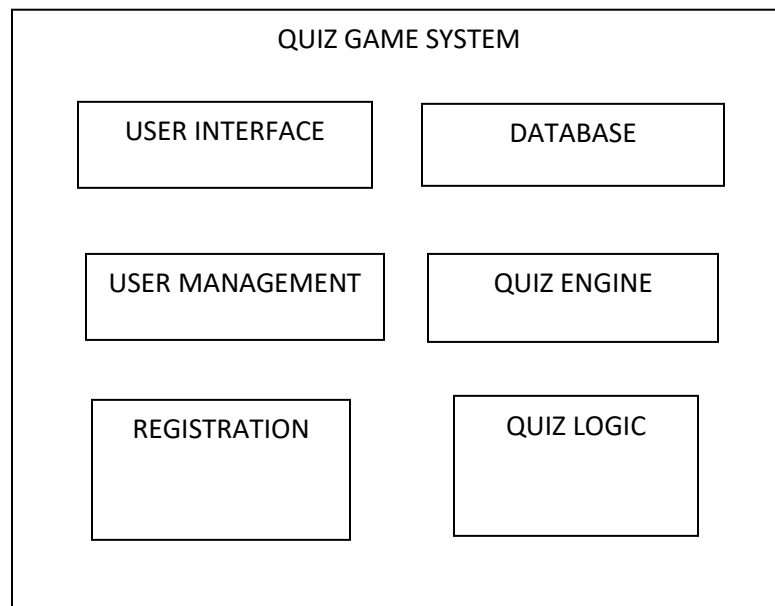 QUIZ GAME SYSTEM
USER INTERFACE
DATABASE
USER MANAGEMENT
QUIZ ENGINE
REGISTRATION
QUIZ LOGIC